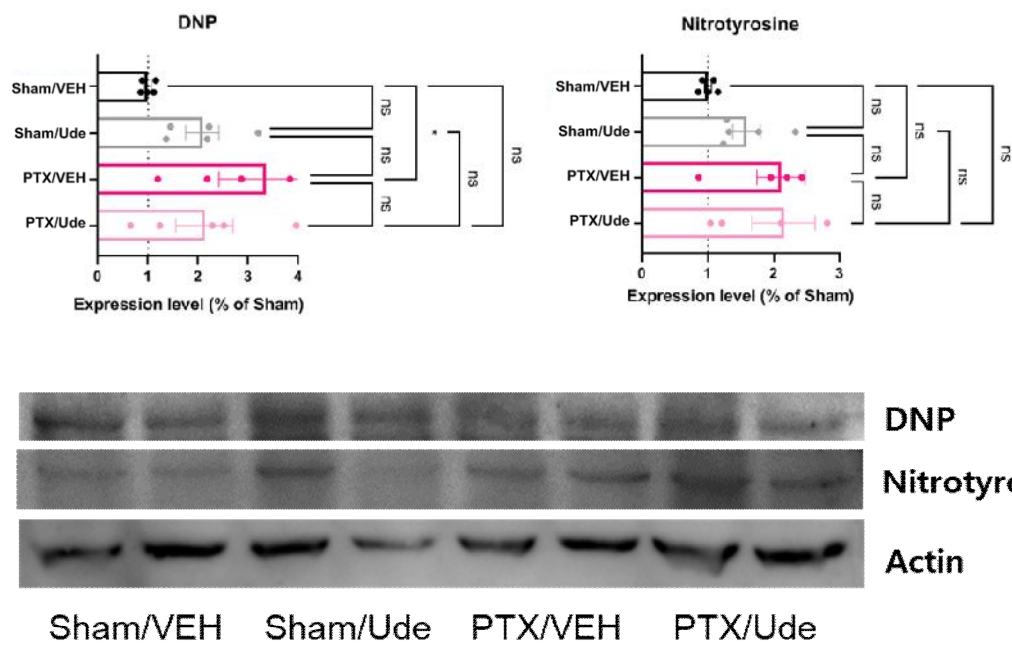 DNP
Sham/VEH
Sham/Ude
PTX/VEH
PTX/Ude
ns
ns
ns
*
ns
ns
0 1 2 3 4
Expression level (% of Sham)
Nitrotyrosine
Sham/VEH
Sham/Ude
PTX/VEH
PTX/Ude
ns
ns
ns
ns
ns
ns
0 1 2 3
Expression level (% of Sham)
DNP
Nitrotyr
Actin
Sham/VEH Sham/Ude PTX/VEH PTX/Ude